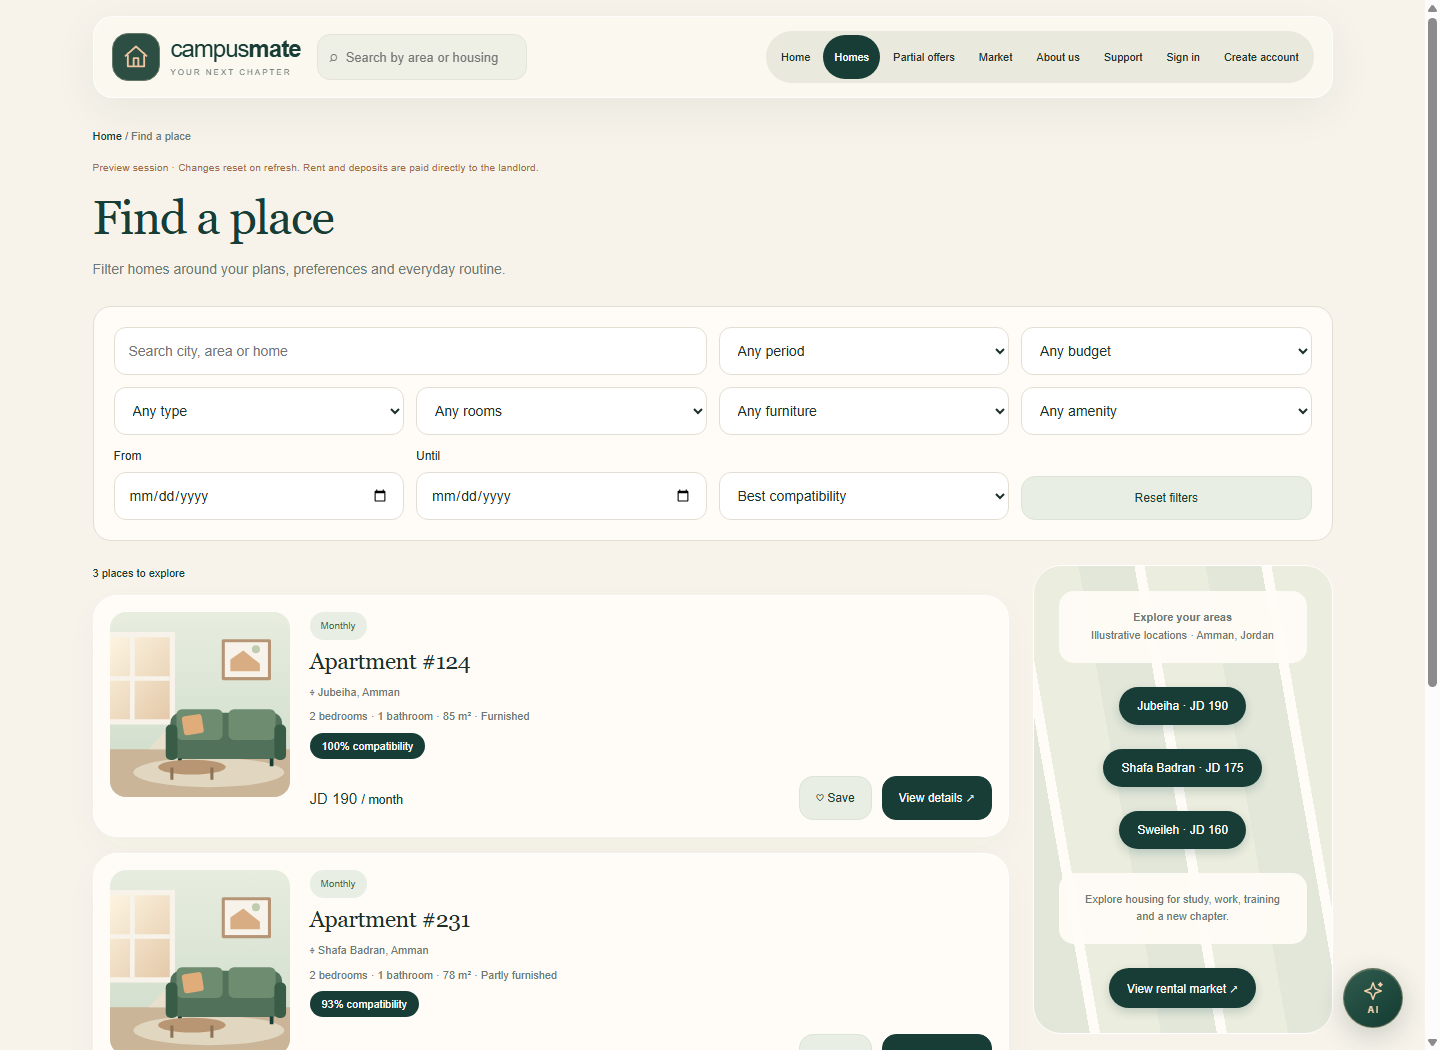 campusmate
YOUR NEXT CHAPTER
Search by area or housing
Home
Homes
Partial offers
Market
About us
Support
Sign in
Create account
Home / Find a place
Preview session · Changes reset on refresh. Rent and deposits are paid directly to the landlord.
Find a place
Filter homes around your plans, preferences and everyday routine.
Search city, area or home
Any period
Any budget
Any type
Any rooms
Any furniture
Any amenity
From
Until
mm/dd/yyyy
mm/dd/yyyy
Best compatibility
Reset filters
3 places to explore
Monthly
Apartment #124
Jubeiha, Amman
2 bedrooms · 1 bathroom · 85 m² · Furnished
100% compatibility
JD 190 / month
♡ Save
View details ↗
Monthly
Apartment #231
Shafa Badran, Amman
2 bedrooms · 1 bathroom · 78 m² · Partly furnished
93% compatibility
Explore your areas
Illustrative locations · Amman, Jordan
Jubeiha · JD 190
Shafa Badran · JD 175
Sweileh · JD 160
Explore housing for study, work, training
and a new chapter.
View rental market ↗
AI